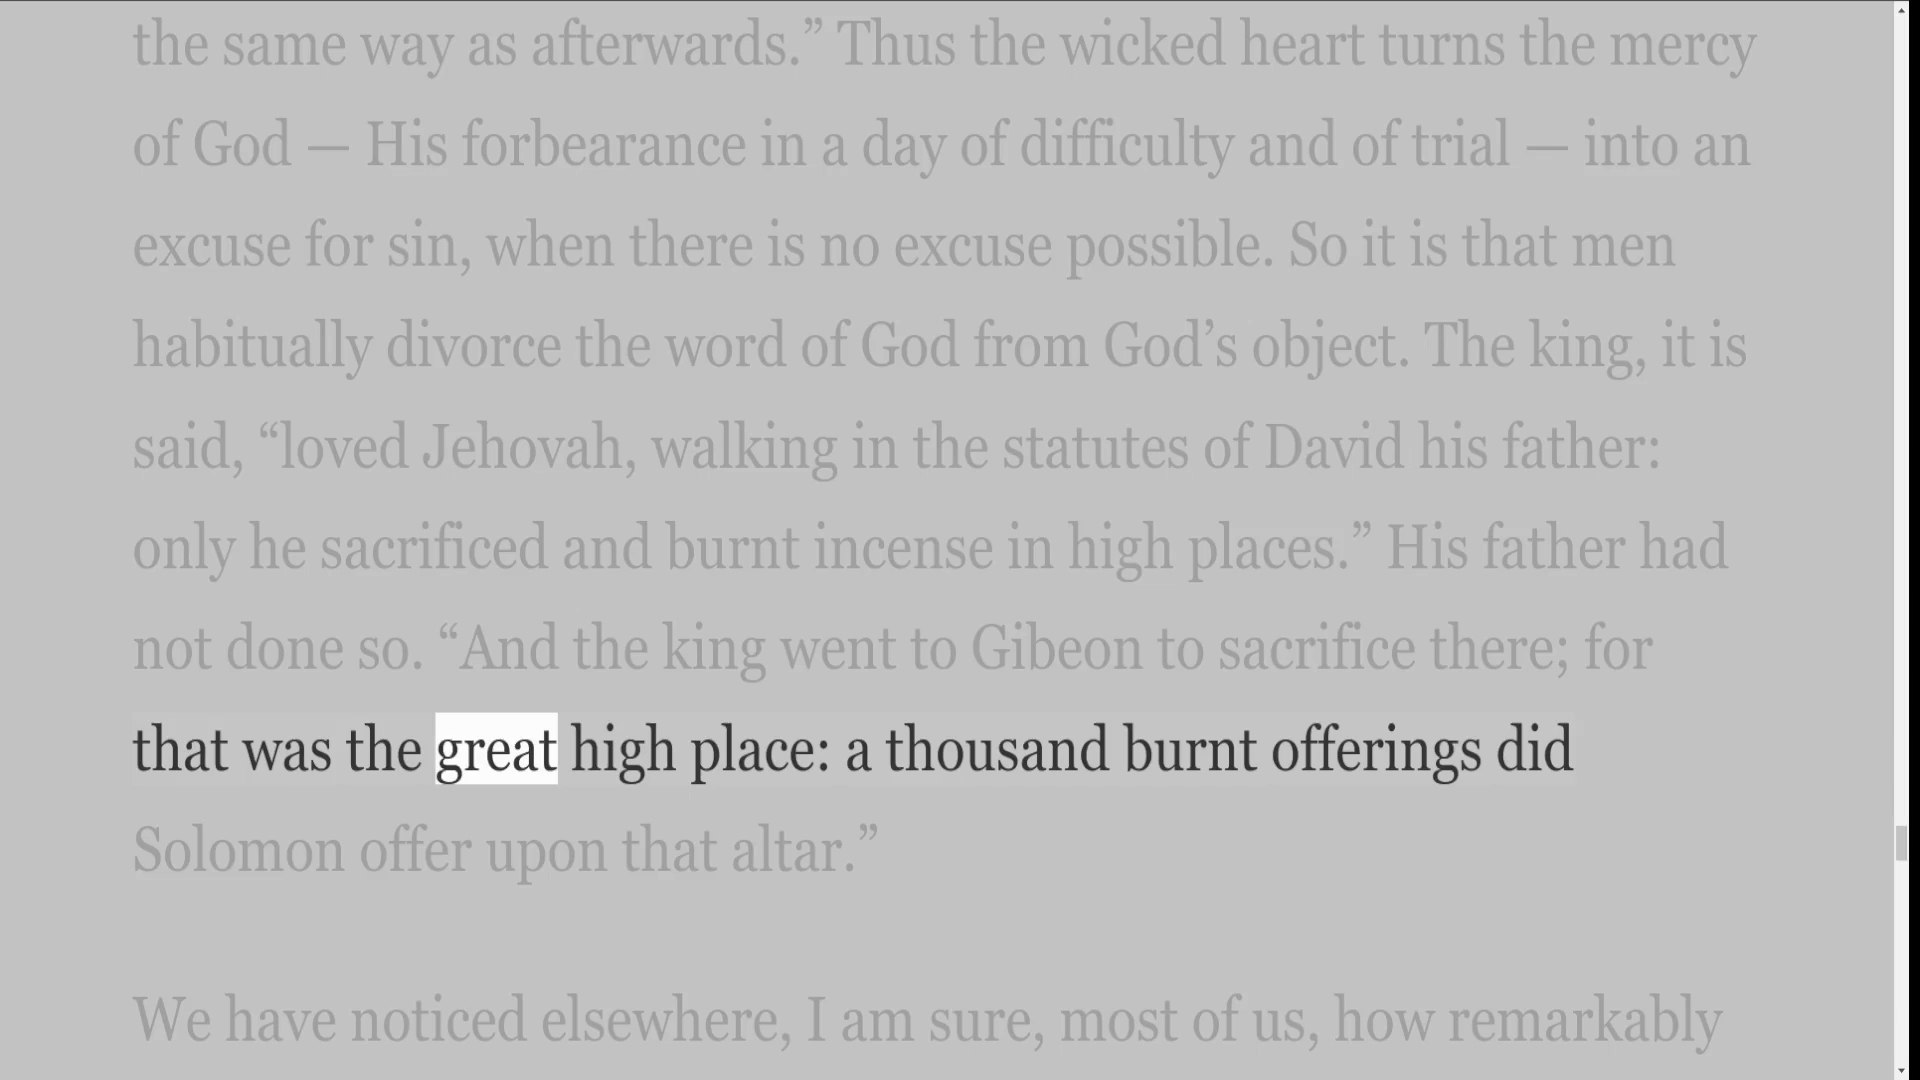 the same way as afterwards.” Thus the wicked heart turns the mercy
of God — His forbearance in a day of difficulty and of trial — into an
excuse for sin, when there is no excuse possible. So it is that men
habitually divorce the word of God from God’s object. The king, it is
said, “loved Jehovah, walking in the statutes of David his father:
only he sacrificed and burnt incense in high places.” His father had
not done so. “And the king went to Gibeon to sacrifice there; for
that was the great high place: a thousand burnt offerings did
Solomon offer upon that altar.”
We have noticed elsewhere, I am sure, most of us, how remarkably